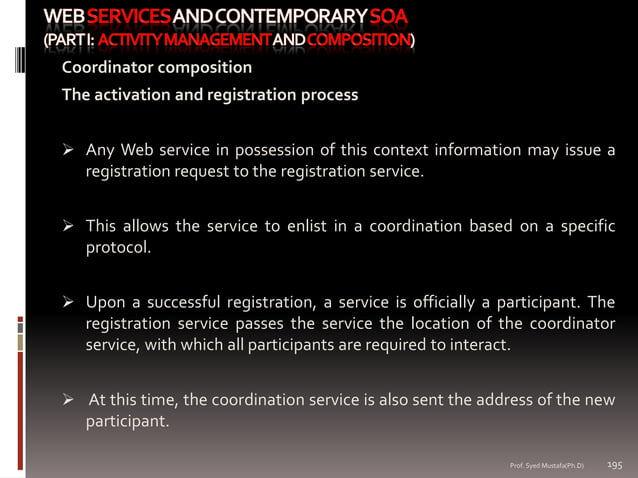 WEB SERVICES AND CONTEMPORARY SOA
(PART I: ACTIVITY MANAGEMENT AND COMPOSITION)
Coordinator composition
The activation and registration process
➢ Any Web service in possession of this context information may issue a
registration request to the registration service.
➢ This allows the service to enlist in a coordination based on a specific
protocol.
➢ Upon a successful registration, a service is officially a participant. The
registration service passes the service the location of the coordinator
service, with which all participants are required to interact.
➢ At this time, the coordination service is also sent the address of the new
participant.
Prof. Syed Mustafa(Ph.D) 195